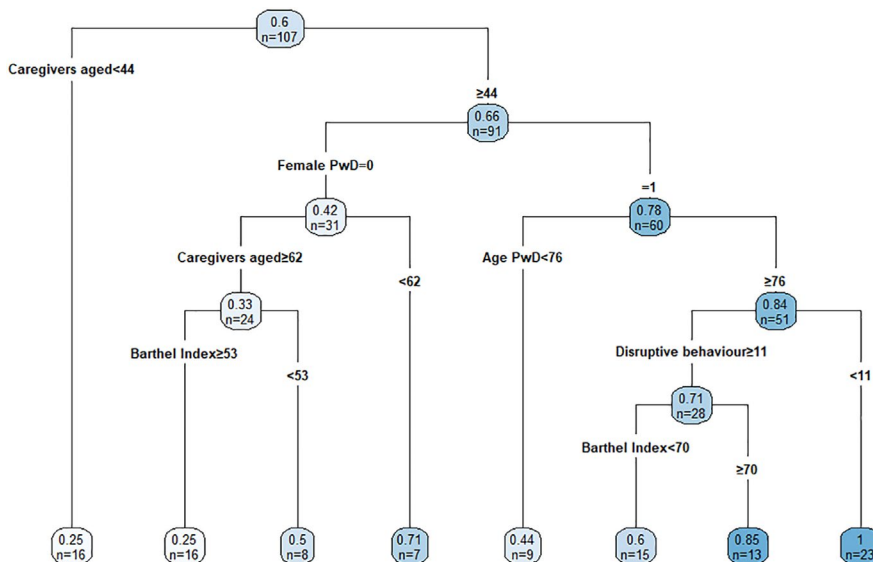 0.6
n=107
Caregivers aged<44
≥44
0.66
n=91
Female PwD=0
=1
0.42
n=31
0.78
n=60
Caregivers aged≥62
<62
Age PwD<76
≥76
0.33
n=24
0.84
n=51
Barthel Index≥53
<53
Disruptive behaviour≥11
<11
0.71
n=28
Barthel Index<70
≥70
0.25
n=16
0.25
n=16
0.5
n=8
0.71
n=7
0.44
n=9
0.6
n=15
0.85
n=13
1
n=23